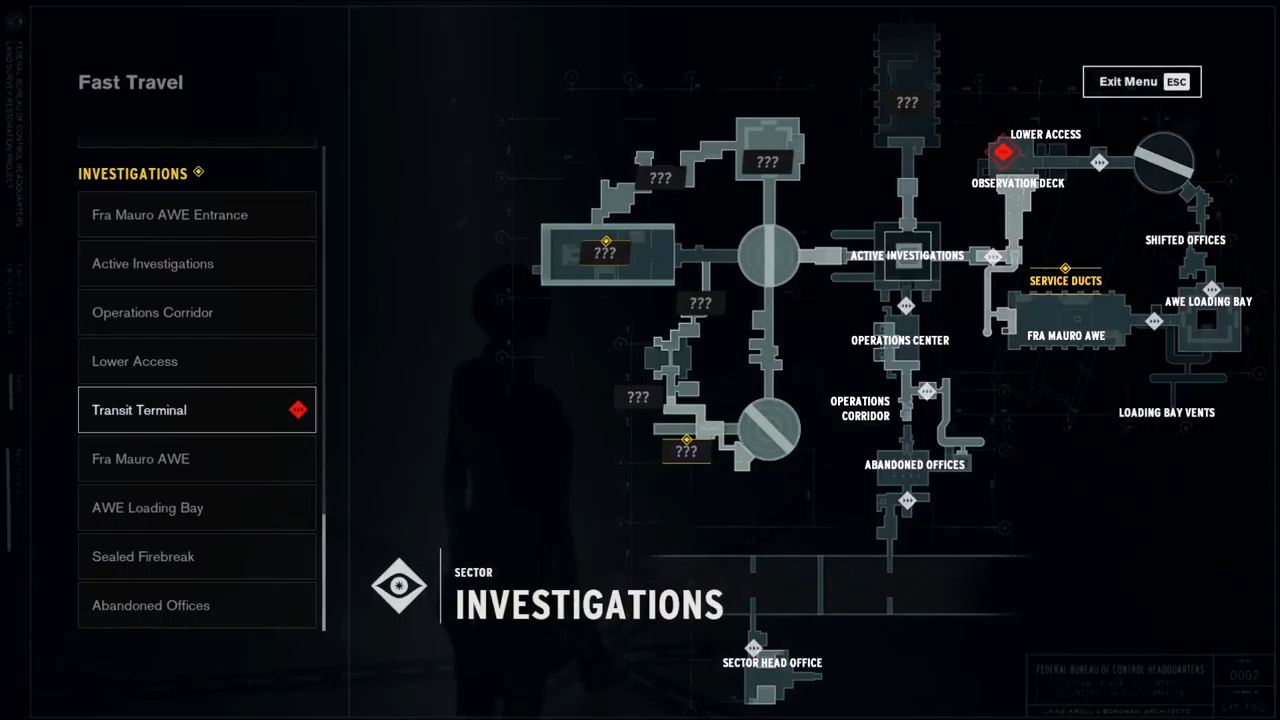 Fast Travel
INVESTIGATIONS
Fra Mauro AWE Entrance
Active Investigations
Operations Corridor
Lower Access
Transit Terminal
Fra Mauro AWE
AWE Loading Bay
Sealed Firebreak
Abandoned Offices
Exit Menu ESC
???
LOWER ACCESS
???
???
OBSERVATION DECK
SHIFTED OFFICES
???
ACTIVE INVESTIGATIONS
SERVICE DUCTS
???
AWE LOADING BAY
FRA MAURO AWE
OPERATIONS CENTER
???
OPERATIONS
CORRIDOR
LOADING BAY VENTS
???
ABANDONED OFFICES
SECTOR
INVESTIGATIONS
SECTOR HEAD OFFICE
FEDERAL BUREAU OF CONTROL HEADQUARTERS
0002